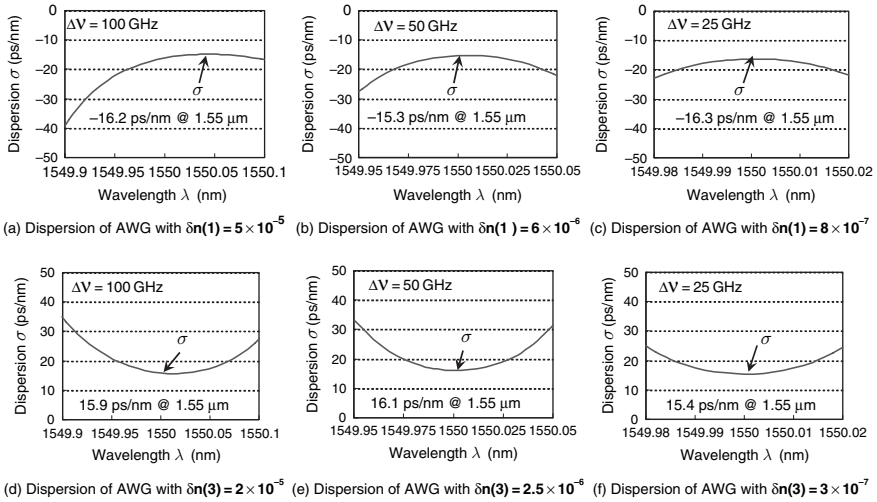 Dispersion σ (ps/nm)
0
−10
−20
−30
−40
−50
ΔV = 100 GHz
σ
−16.2 ps/nm @ 1.55 μm
1549.9 1549.95 1550 1550.05 1550.1
Wavelength λ (nm)
(a) Dispersion of AWG with δn(1) = 5 × 10⁻⁵
Dispersion σ (ps/nm)
0
−10
−20
−30
−40
−50
ΔV = 50 GHz
σ
−15.3 ps/nm @ 1.55 μm
1549.95 1549.975 1550 1550.025 1550.05
Wavelength λ (nm)
(b) Dispersion of AWG with δn(1 ) = 6 × 10⁻⁶
Dispersion σ (ps/nm)
0
−10
−20
−30
−40
−50
ΔV = 25 GHz
σ
−16.3 ps/nm @ 1.55 μm
1549.98 1549.99 1550 1550.01 1550.02
Wavelength λ (nm)
(c) Dispersion of AWG with δn(1) = 8 × 10⁻⁷
Dispersion σ (ps/nm)
50
40
30
20
10
0
ΔV = 100 GHz
σ
15.9 ps/nm @ 1.55 μm
1549.9 1549.95 1550 1550.05 1550.1
Wavelength λ (nm)
(d) Dispersion of AWG with δn(3) = 2 × 10⁻⁵
Dispersion σ (ps/nm)
50
40
30
20
10
0
ΔV = 50 GHz
σ
16.1 ps/nm @ 1.55 μm
1549.95 1549.975 1550 1550.025 1550.05
Wavelength λ (nm)
(e) Dispersion of AWG with δn(3) = 2.5 × 10⁻⁶
Dispersion σ (ps/nm)
50
40
30
20
10
0
ΔV = 25 GHz
σ
15.4 ps/nm @ 1.55 μm
1549.98 1549.99 1550 1550.01 1550.02
Wavelength λ (nm)
(f) Dispersion of AWG with δn(3) = 3 × 10⁻⁷